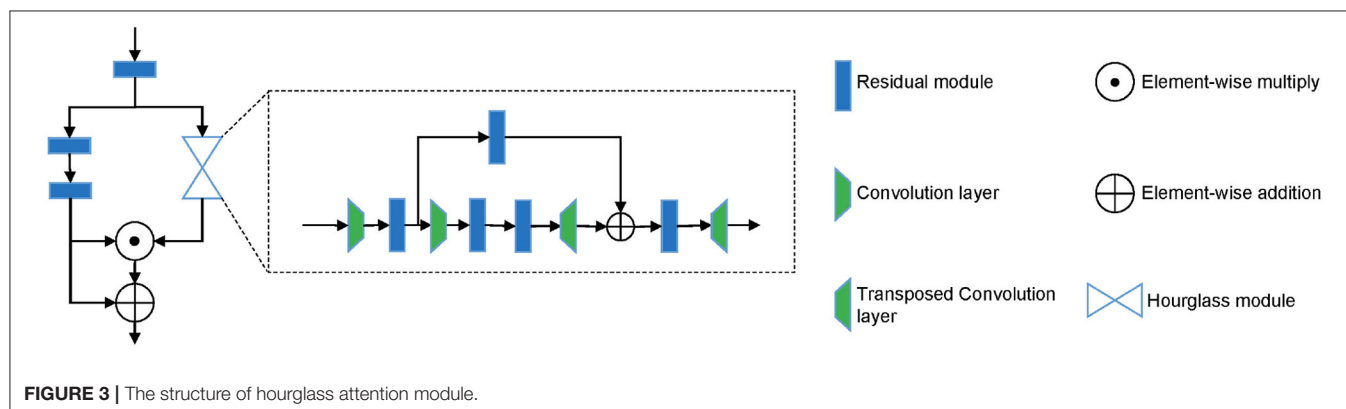 Residual module
Element-wise multiply
Convolution layer
Element-wise addition
Transposed Convolution
layer
Hourglass module
FIGURE 3 | The structure of hourglass attention module.